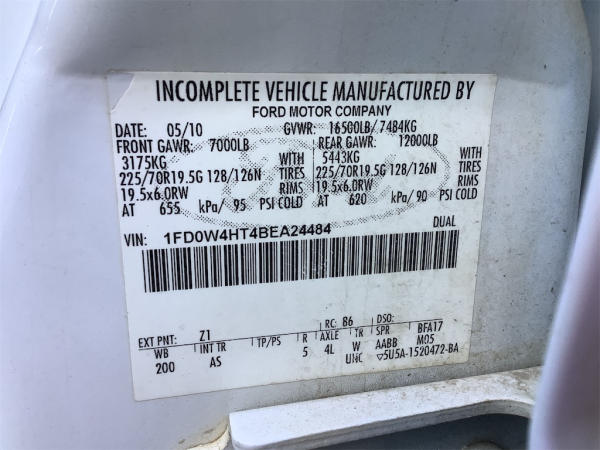 INCOMPLETE VEHICLE MANUFACTURED BY
FORD MOTOR COMPANY
DATE: 05/10 GVWR: 16500LB/ 7484KG
FRONT GAWR: 7000LB REAR GAWR: 12000LB
3175KG WITH 5443KG WITH
225/70R19.5G 128/126N TIRES 225/70R19.5G 128/126N TIRES
19.5x6.0RW RIMS 19.5x6.0RW RIMS
AT 655 kPa/ 95 PSI COLD AT 620 kPa/ 90 PSI COLD
VIN: 1FD0W4HT4BEA24484 DUAL
EXT PNT: Z1 RC: B6 DSO:
WB INT TR TP/PS R AXLE TR SPR BFA17
200 AS 5 4L W AABB M05
UNC ▽5U5A-1520472-BA